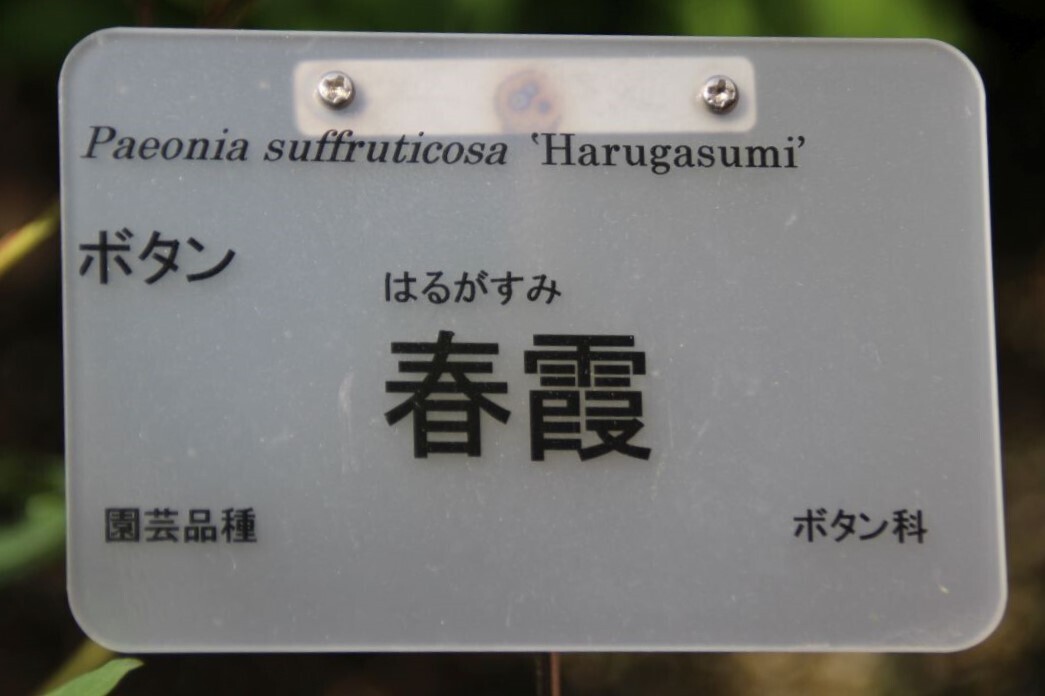 Paeonia suffruticosa ‘Harugasumi’
ボタン
はるがすみ
春霞
園芸品種 ボタン科